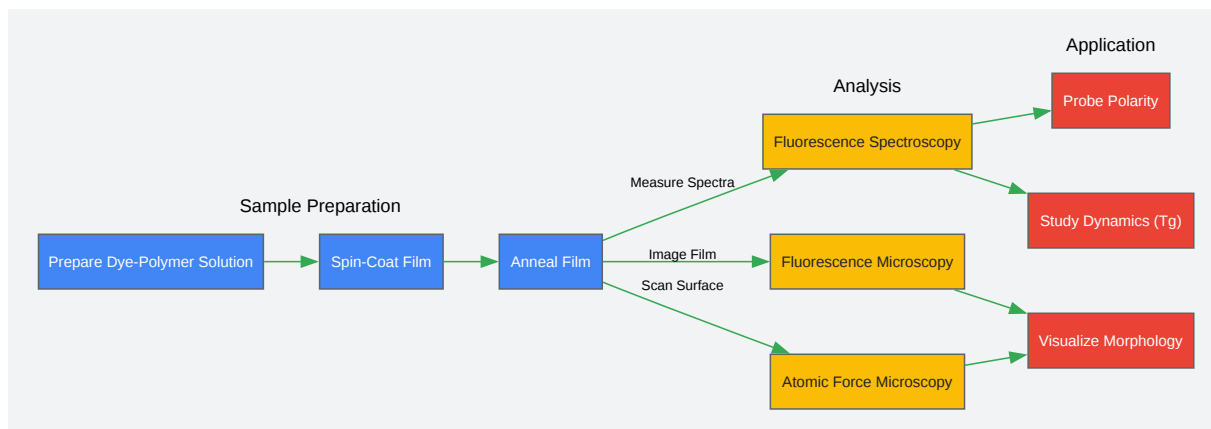 Application
Probe Polarity
Analysis
Fluorescence Spectroscopy
Measure Spectra
Sample Preparation
Study Dynamics (Tg)
Prepare Dye-Polymer Solution
Spin-Coat Film
Anneal Film
Image Film
Fluorescence Microscopy
Scan Surface
Visualize Morphology
Atomic Force Microscopy